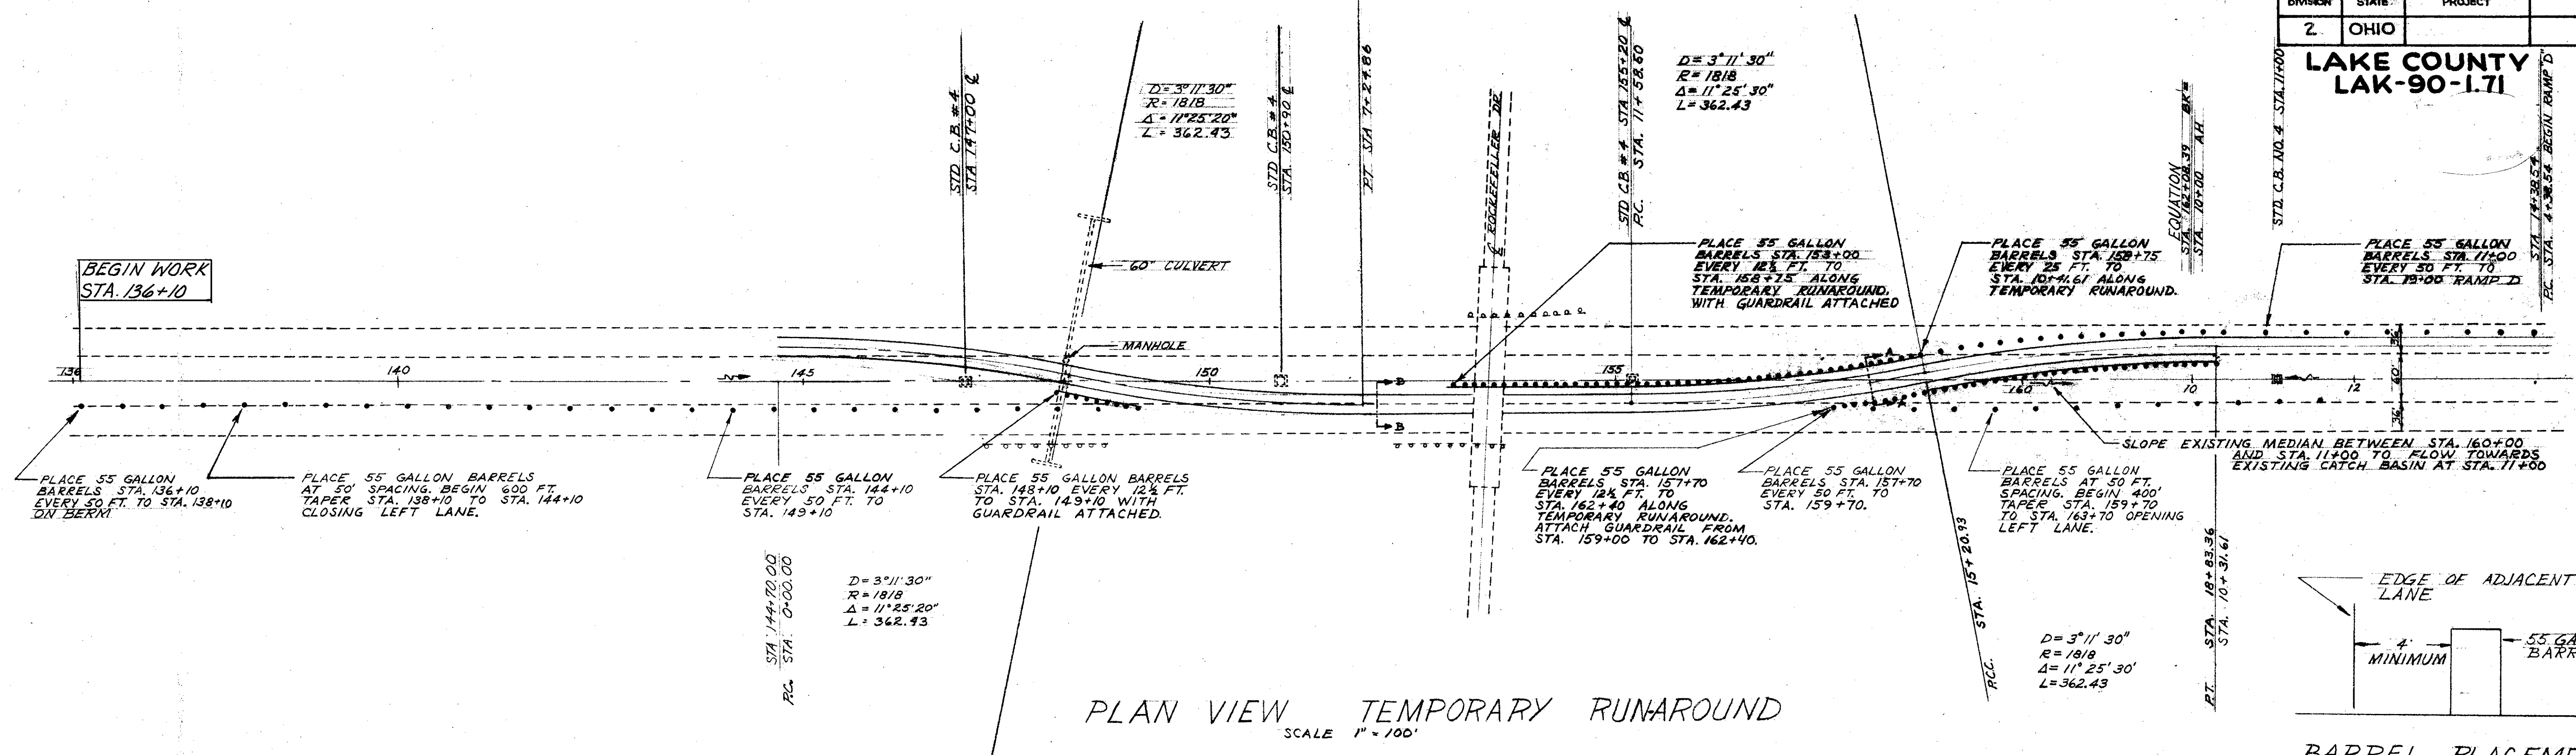 DIVISION STATE PROJECT
2 OHIO
LAKE COUNTY
LAK-90-1.71
STD C.B. #4
STA 147+00 ℄
D=3°11'30"
R=1818
Δ=11°25'20"
L=362.43
STD C.B. #4
STA. 150+90 ℄
P.T. STA 7+24.86
℄ ROCKEFELLER DR
STD CB #4 STA 155+20 ℄
P.C. STA. 11+58.50
D=3°11'30"
R=1818
Δ=11°25'30"
L=362.43
EQUATION
STA. 162+08.39 BK=
STA. 10+00 AH
STD. C.B. NO. 4 STA. 11+00
STA. 14+38.54
P.C. STA. 4+38.54 BEGIN RAMP "D"
BEGIN WORK
STA. 136+10
60" CULVERT
MANHOLE
PLACE 55 GALLON
BARRELS STA. 153+00
EVERY 12½ FT. TO
STA. 158+75 ALONG
TEMPORARY RUNAROUND.
WITH GUARDRAIL ATTACHED
PLACE 55 GALLON
BARRELS STA. 158+75
EVERY 25 FT. TO
STA. 10+41.61 ALONG
TEMPORARY RUNAROUND.
PLACE 55 GALLON
BARRELS STA. 11+00
EVERY 50 FT. TO
STA. 19+00 RAMP D
136
140
145
150
155
160
10
12
N
A
A
B
B
36'
60'
36'
PLACE 55 GALLON
BARRELS STA. 136+10
EVERY 50 FT. TO STA. 138+10
ON BERM
PLACE 55 GALLON BARRELS
AT 50' SPACING. BEGIN 600 FT.
TAPER STA. 138+10 TO STA. 144+10
CLOSING LEFT LANE.
PLACE 55 GALLON
BARRELS STA. 144+10
EVERY 50 FT. TO
STA. 149+10
PLACE 55 GALLON BARRELS
STA. 148+10 EVERY 12½ FT.
TO STA. 149+10 WITH
GUARDRAIL ATTACHED.
PLACE 55 GALLON
BARRELS STA. 157+70
EVERY 12½ FT. TO
STA. 162+40 ALONG
TEMPORARY RUNAROUND.
ATTACH GUARDRAIL FROM
STA. 159+00 TO STA. 162+40.
PLACE 55 GALLON
BARRELS STA. 157+70
EVERY 50 FT. TO
STA. 159+70.
PLACE 55 GALLON
BARRELS AT 50 FT.
SPACING. BEGIN 400'
TAPER STA. 159+70
TO STA. 163+70 OPENING
LEFT LANE.
SLOPE EXISTING MEDIAN BETWEEN STA. 160+00
AND STA. 11+00 TO FLOW TOWARDS
EXISTING CATCH BASIN AT STA. 11+00
STA 144+70.00
P.C. STA. 0+00.00
D=3°11'30"
R=1818
Δ=11°25'20"
L=362.43
P.C.C. STA. 15+20.93
D=3°11'30"
R=1818
Δ=11°25'30'
L=362.43
P.T. STA. 18+83.36
STA. 10+31.61
EDGE OF ADJACENT
LANE
4'
MINIMUM
55 GA
BARR
PLAN VIEW TEMPORARY RUNAROUND
SCALE 1"=100'
BARREL PLACEM